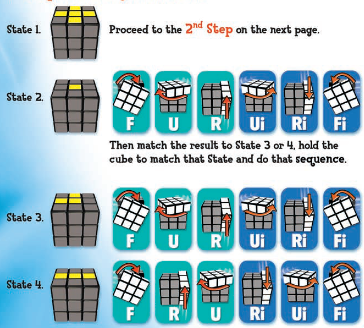 State 1.
Proceed to the 2nd Step on the next page.
State 2.
F U R Ui Ri Fi
Then match the result to State 3 or 4, hold the
cube to match that State and do that sequence.
State 3.
F U R Ui Ri Fi
State 4.
F R U Ri Ui Fi